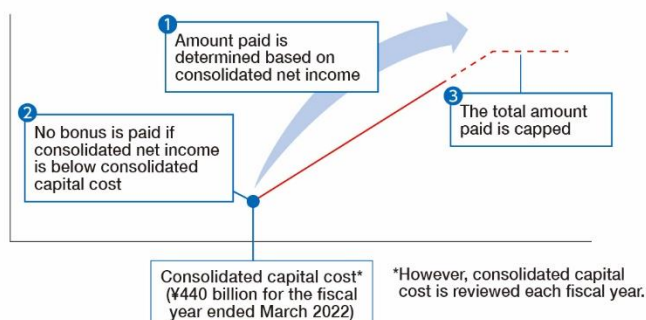 1
Amount paid is
determined based on
consolidated net income
2
No bonus is paid if
consolidated net income
is below consolidated
capital cost
3
The total amount
paid is capped
Consolidated capital cost*
(¥440 billion for the fiscal
year ended March 2022)
*However, consolidated capital
cost is reviewed each fiscal year.